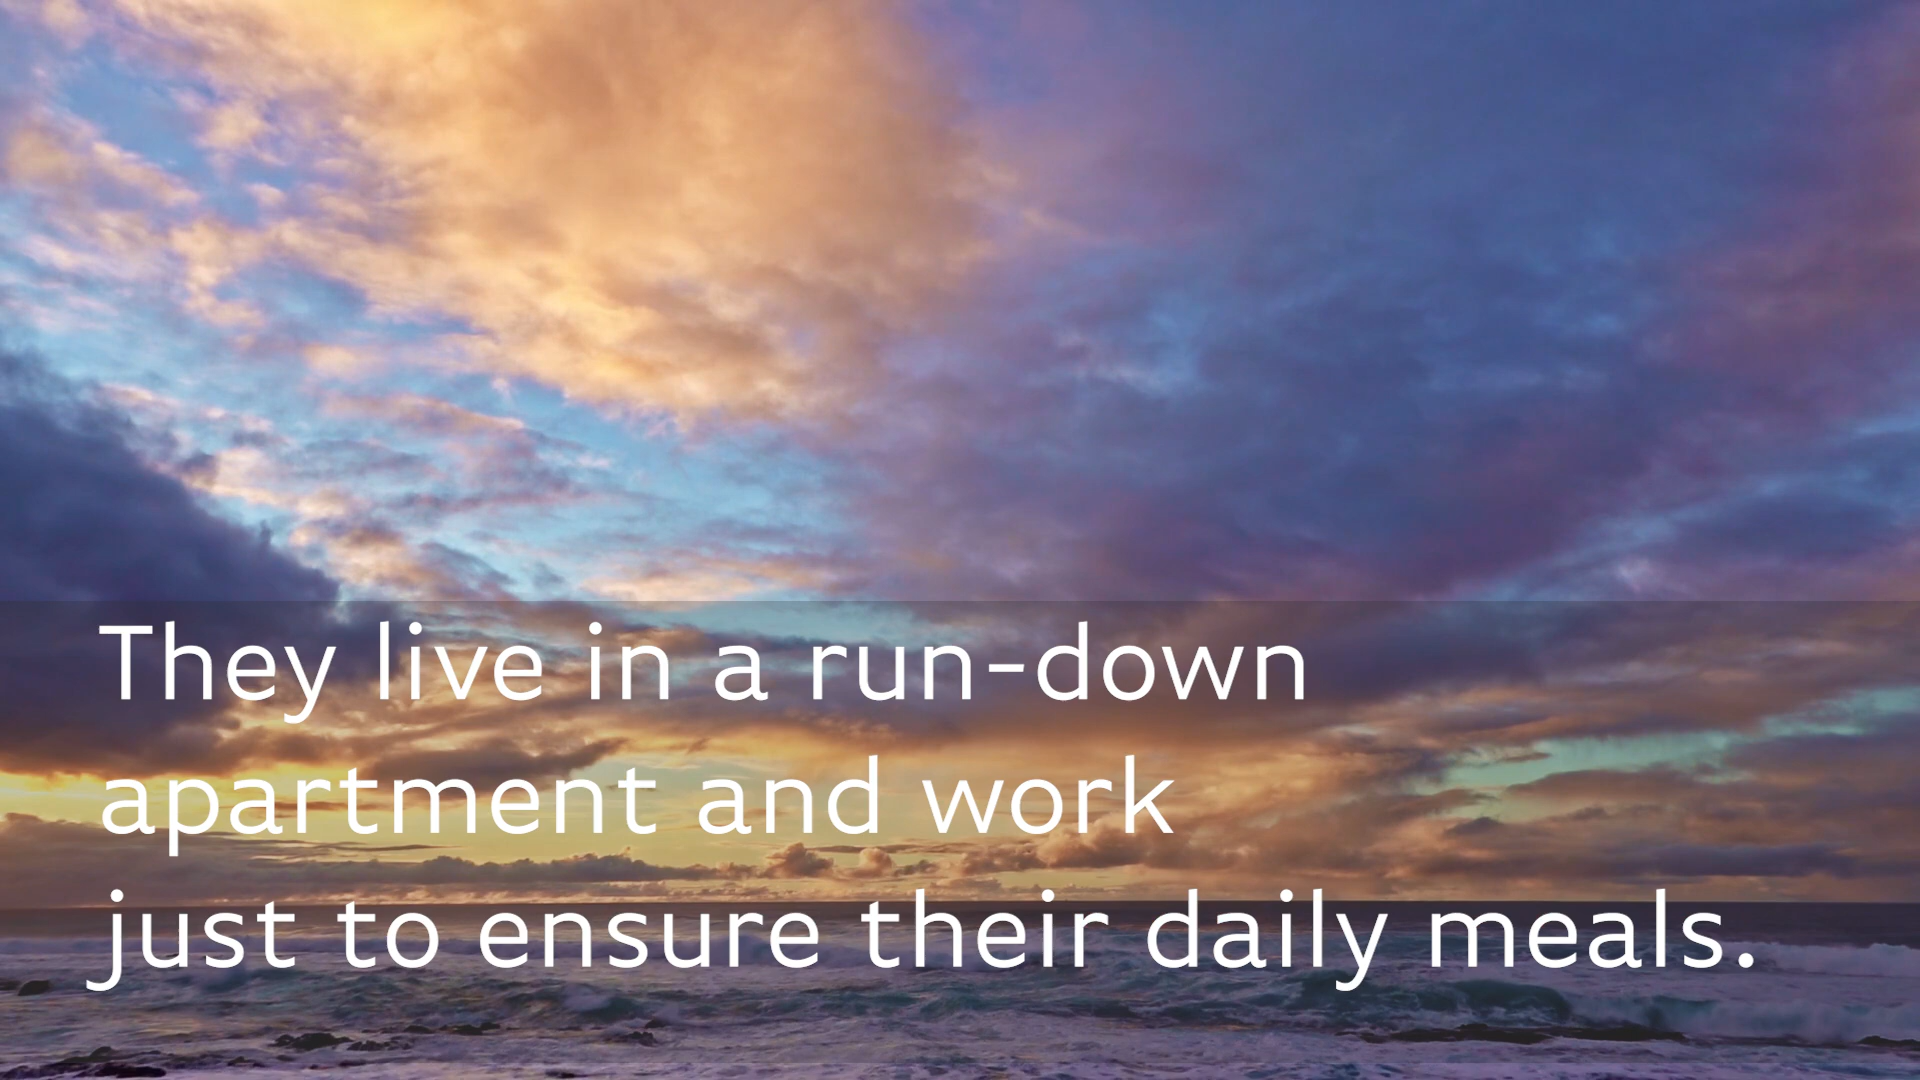 They live in a run-down
apartment and work
just to ensure their daily meals.